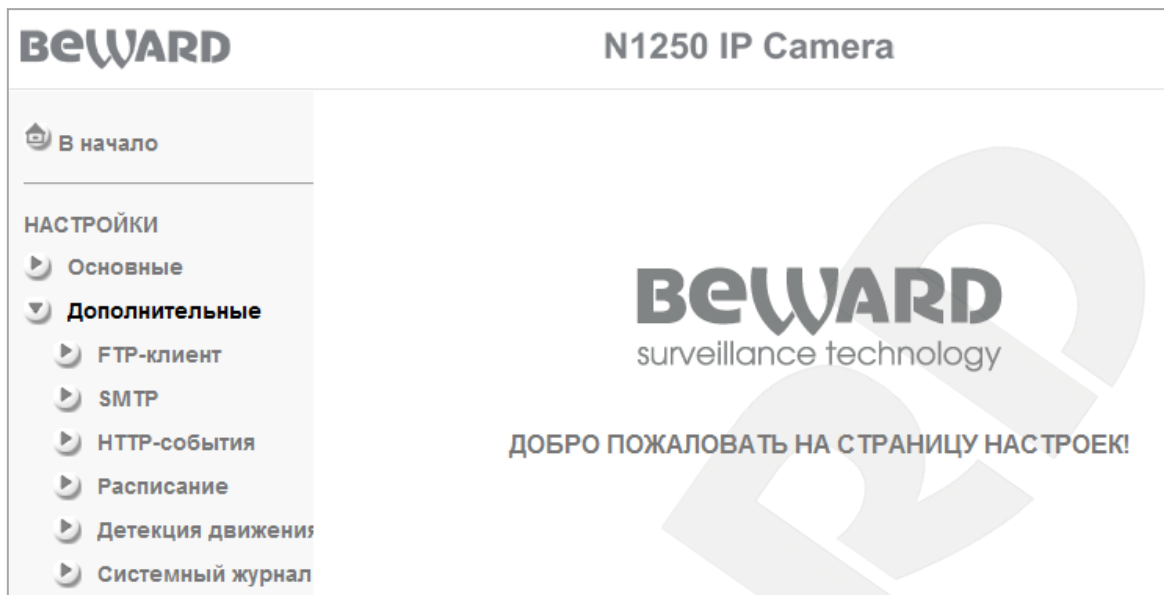 BEWARD
N1250 IP Camera
В начало
НАСТРОЙКИ
Основные
Дополнительные
FTP-клиент
SMTP
HTTP-события
Расписание
Детекция движения
Системный журнал
BEWARD
surveillance technology
ДОБРО ПОЖАЛОВАТЬ НА СТРАНИЦУ НАСТРОЕК!
RD